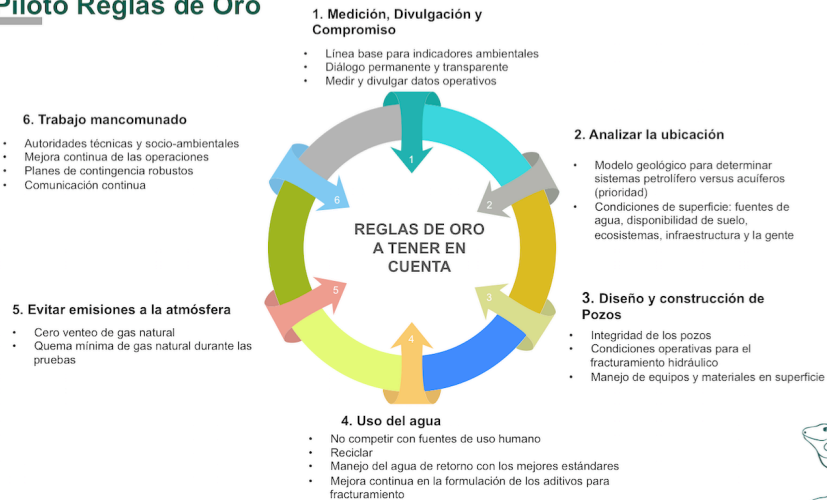 Piloto Reglas de Oro
1. Medición, Divulgación y
Compromiso
• Línea base para indicadores ambientales
• Diálogo permanente y transparente
• Medir y divulgar datos operativos
2. Analizar la ubicación
• Modelo geológico para determinar
sistemas petrolífero versus acuíferos
(prioridad)
• Condiciones de superficie: fuentes de
agua, disponibilidad de suelo,
ecosistemas, infraestructura y la gente
3. Diseño y construcción de
Pozos
• Integridad de los pozos
• Condiciones operativas para el
fracturamiento hidráulico
• Manejo de equipos y materiales en superficie
4. Uso del agua
• No competir con fuentes de uso humano
• Reciclar
• Manejo del agua de retorno con los mejores estándares
• Mejora continua en la formulación de los aditivos para
fracturamiento
5. Evitar emisiones a la atmósfera
• Cero venteo de gas natural
• Quema mínima de gas natural durante las
pruebas
6. Trabajo mancomunado
• Autoridades técnicas y socio-ambientales
• Mejora continua de las operaciones
• Planes de contingencia robustos
• Comunicación continua
REGLAS DE ORO
A TENER EN
CUENTA
1
2
3
4
5
6